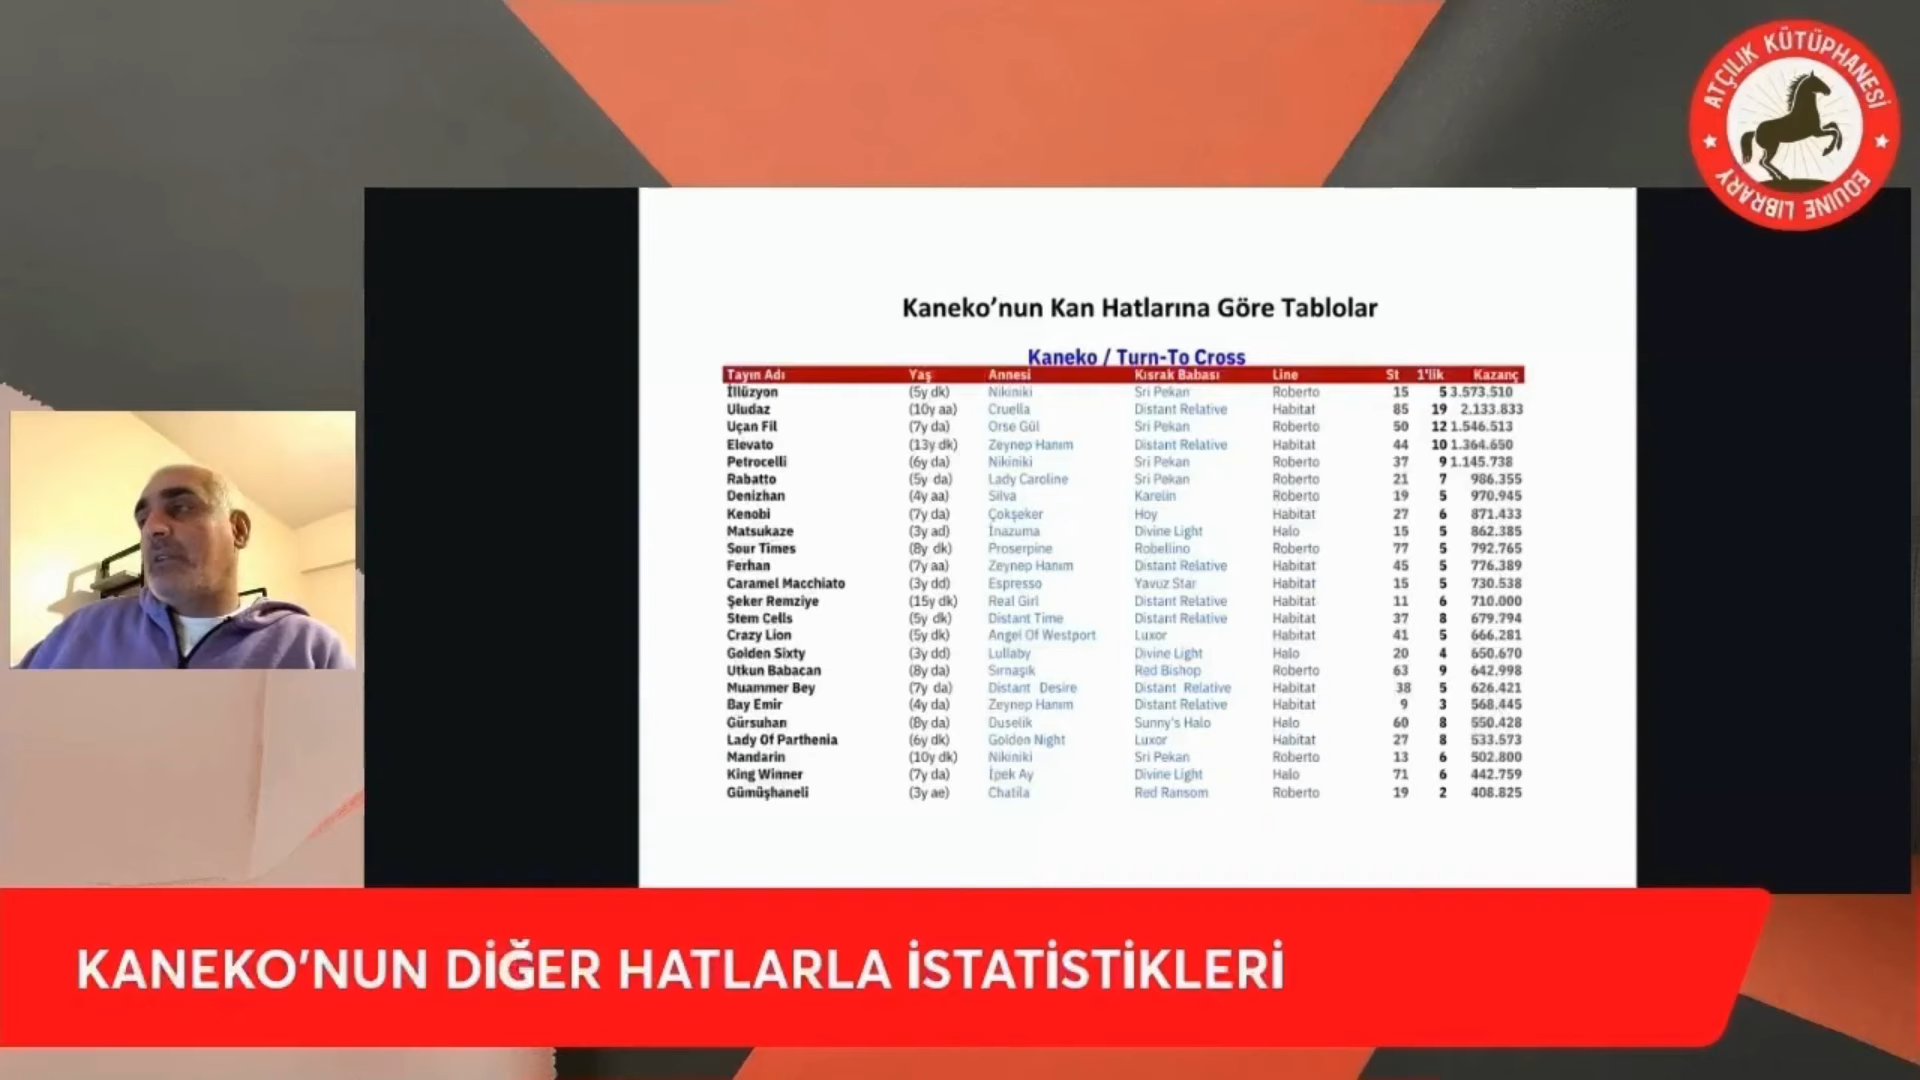 ATÇILIK KÜTÜPHANESİ
EQUINE LIBRARY
Kaneko’nun Kan Hatlarına Göre Tablolar
Kaneko / Turn-To Cross
Tayın Adı Yaş Annesi Kısrak Babası Line St 1'lik Kazanç
İllüzyon (5y dk) Nikiniki Sri Pekan Roberto 15 5 3.573.510
Uludaz (10y aa) Cruella Distant Relative Habitat 85 19 2.133.833
Uçan Fil (7y da) Orse Gül Sri Pekan Roberto 50 12 1.546.513
Elevato (13y dk) Zeynep Hanım Distant Relative Habitat 44 10 1.364.650
Petrocelli (6y da) Nikiniki Sri Pekan Roberto 37 9 1.145.738
Rabatto (5y da) Lady Caroline Sri Pekan Roberto 21 7 986.355
Denizhan (4y aa) Silva Karelin Roberto 19 5 970.945
Kenobi (7y da) Çokşeker Hoy Habitat 27 6 871.433
Matsukaze (3y ad) İnazuma Divine Light Halo 15 5 862.385
Sour Times (8y dk) Proserpine Robellino Roberto 77 5 792.765
Ferhan (7y aa) Zeynep Hanım Distant Relative Habitat 45 5 776.389
Caramel Macchiato (3y dd) Espresso Yavuz Star Habitat 15 5 730.538
Şeker Remziye (15y dk) Real Girl Distant Relative Habitat 11 6 710.000
Stem Cells (5y dk) Distant Time Distant Relative Habitat 37 8 679.794
Crazy Lion (5y dk) Angel Of Westport Luxor Habitat 41 5 666.281
Golden Sixty (3y dd) Lullaby Divine Light Halo 20 4 650.670
Utkun Babacan (8y da) Sırnaşık Red Bishop Roberto 63 9 642.998
Muammer Bey (7y da) Distant Desire Distant Relative Habitat 38 5 626.421
Bay Emir (4y da) Zeynep Hanım Distant Relative Habitat 9 3 568.445
Gürsuhan (8y da) Duselik Sunny's Halo Halo 60 8 550.428
Lady Of Parthenia (6y dk) Golden Night Luxor Habitat 27 8 533.573
Mandarin (10y dk) Nikiniki Sri Pekan Roberto 13 6 502.800
King Winner (7y da) İpek Ay Divine Light Halo 71 6 442.759
Gümüşhaneli (3y ae) Chatila Red Ransom Roberto 19 2 408.825
KANEKO'NUN DİĞER HATLARLA İSTATİSTİKLERİ